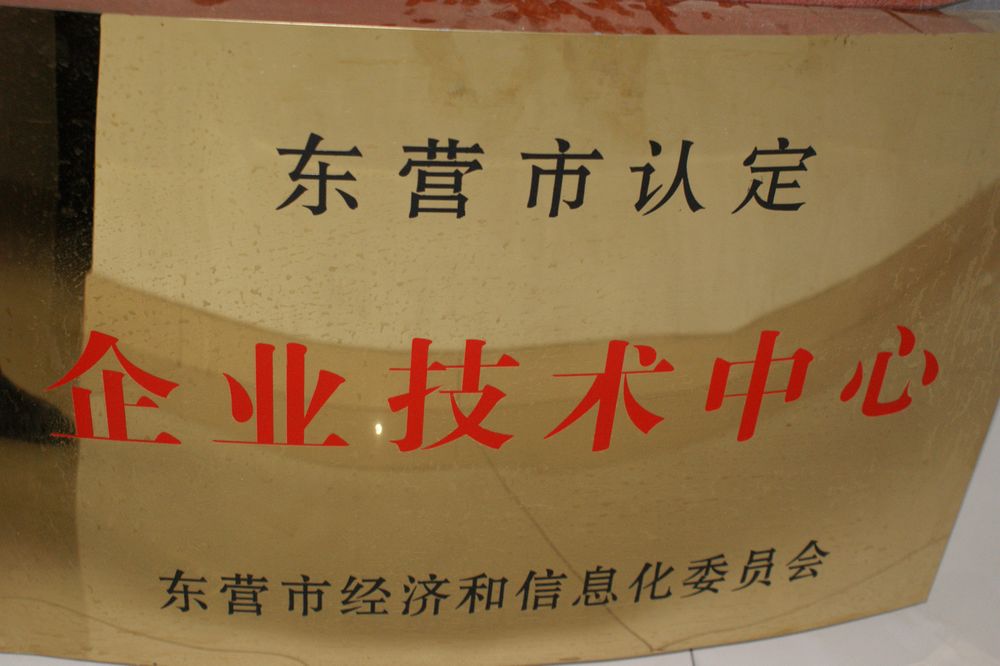 东营市认定
企业技术中心
东营市经济和信息化委员会